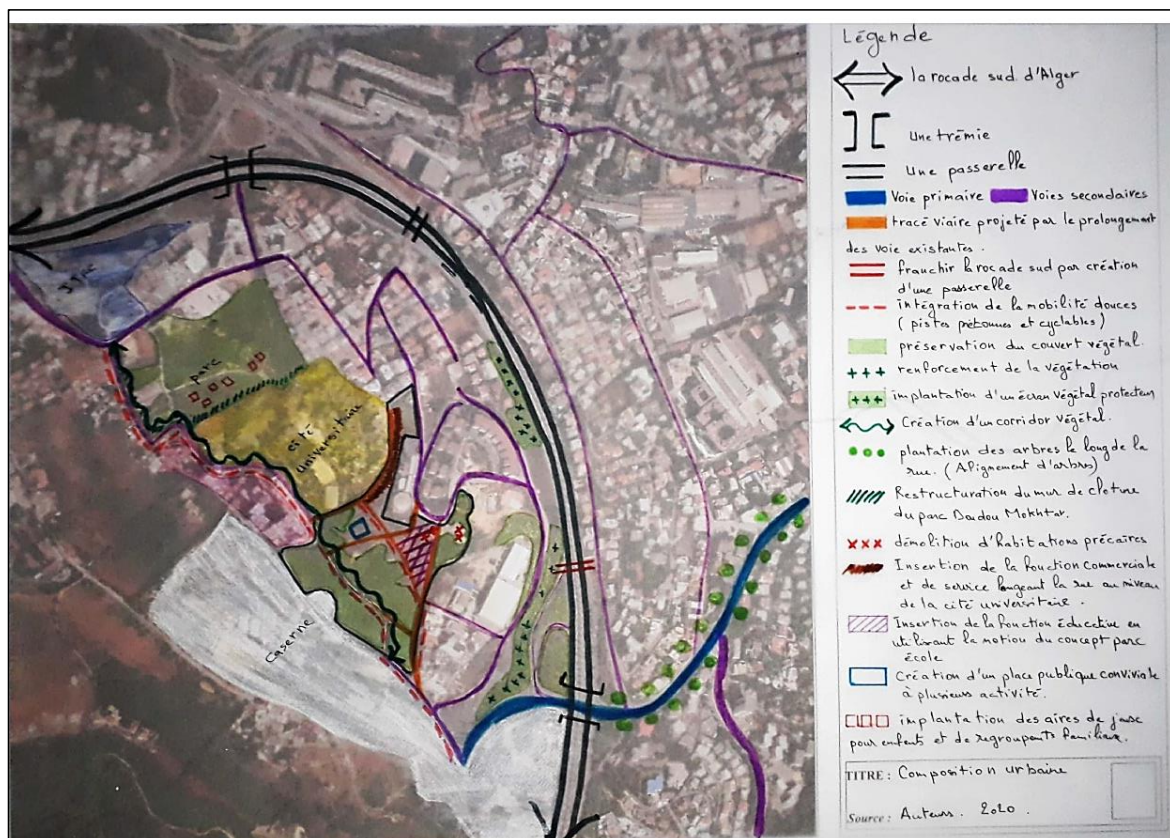 Légende
la rocade sud d'Alger
Une trémie
Une passerelle
Voie primaire Voies secondaires
tracé viaire projeté par le prolongement
des voie existantes.
franchir la rocade sud par création
d'une passerelle
intégration de la mobilité douces
(pistes piétonnes et cyclables)
préservation du couvert végétal.
renforcement de la végétation
implantation d'un écran végétal protecteur
Création d'un corridor végétal.
plantation des arbres le long de la
rue. (Alignement d'arbres)
Restructuration du mur de cloture
du parc Doudou Mokhtar.
démolition d'habitations précaires
Insertion de la fonction commerciale
et de service longeant la rue au niveau
de la cité universitaire.
Insertion de la fonction éducative en
utilisant la notion du concept parc
école
Création d'un place publique conviviale
à plusieurs activité.
implantation des aires de jeux
pour enfants et de regroupants familiaux.
TITRE : Composition urbaine
Source : Auteurs. 2020
parc
cité
universitaire
Caserne